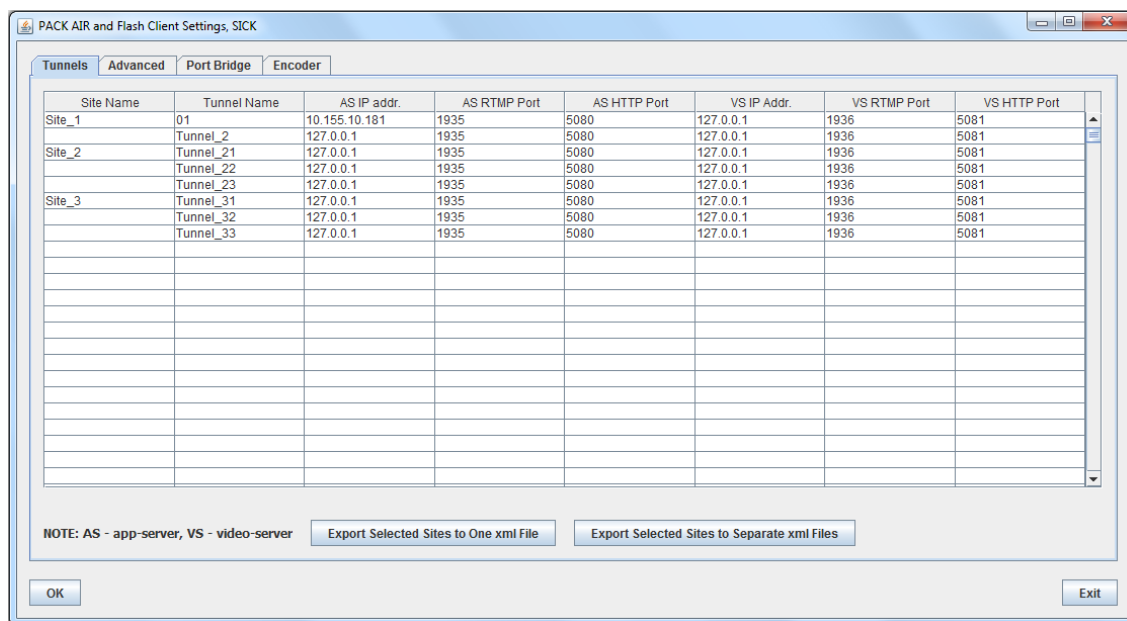 PACK AIR and Flash Client Settings, SICK
Tunnels Advanced Port Bridge Encoder
Site Name Tunnel Name AS IP addr. AS RTMP Port AS HTTP Port VS IP Addr. VS RTMP Port VS HTTP Port
Site_1 01 10.155.10.181 1935 5080 127.0.0.1 1936 5081
Tunnel_2 127.0.0.1 1935 5080 127.0.0.1 1936 5081
Site_2 Tunnel_21 127.0.0.1 1935 5080 127.0.0.1 1936 5081
Tunnel_22 127.0.0.1 1935 5080 127.0.0.1 1936 5081
Tunnel_23 127.0.0.1 1935 5080 127.0.0.1 1936 5081
Site_3 Tunnel_31 127.0.0.1 1935 5080 127.0.0.1 1936 5081
Tunnel_32 127.0.0.1 1935 5080 127.0.0.1 1936 5081
Tunnel_33 127.0.0.1 1935 5080 127.0.0.1 1936 5081
NOTE: AS - app-server, VS - video-server Export Selected Sites to One xml File Export Selected Sites to Separate xml Files
OK Exit